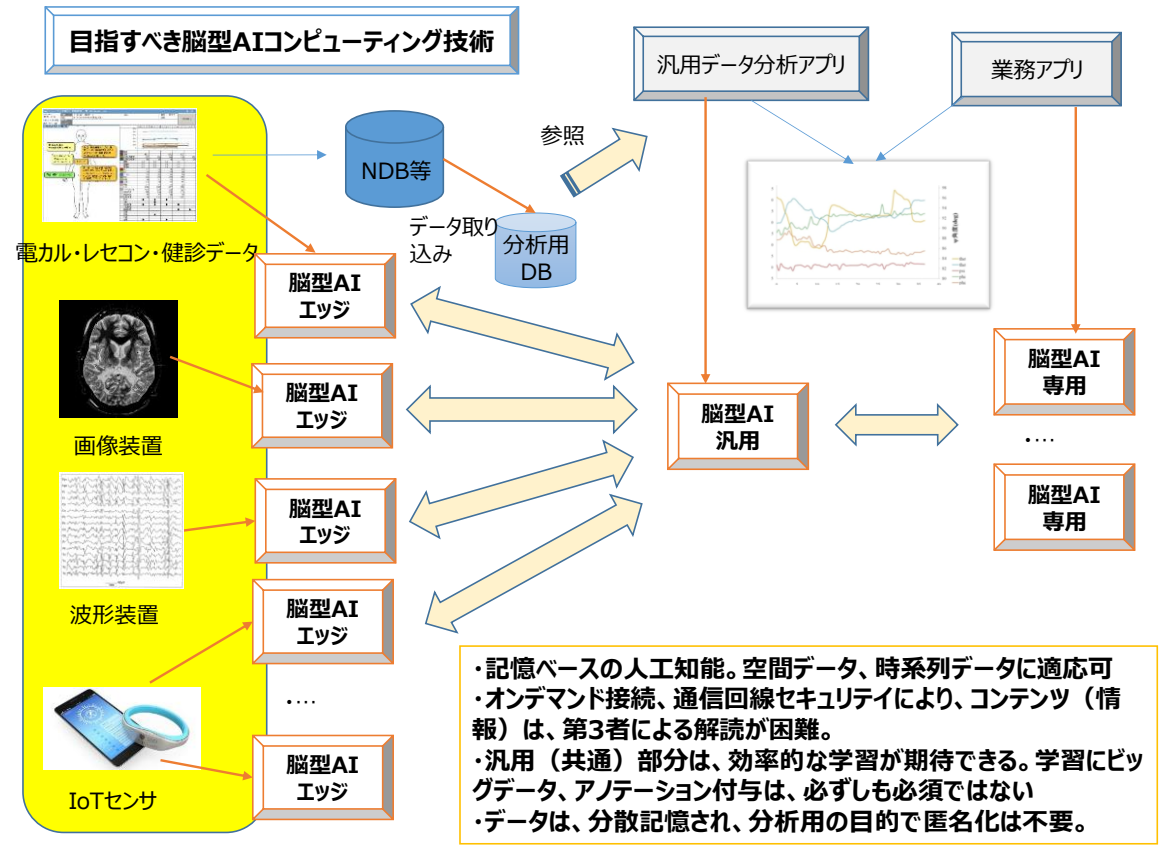 目指すべき脳型AIコンピューティング技術
汎用データ分析アプリ
業務アプリ
NDB等
参照
データ取り
込み
分析用
DB
電カル・レセコン・健診データ
脳型AI
エッジ
画像装置
脳型AI
エッジ
波形装置
脳型AI
エッジ
脳型AI
エッジ
・…
IoTセンサ
脳型AI
エッジ
脳型AI
汎用
脳型AI
専用
・…
脳型AI
専用
・記憶ベースの人工知能。空間データ、時系列データに適応可
・オンデマンド接続、通信回線セキュリテイにより、コンテンツ（情
報）は、第3者による解読が困難。
・汎用（共通）部分は、効率的な学習が期待できる。学習にビッ
グデータ、アノテーション付与は、必ずしも必須ではない
・データは、分散記憶され、分析用の目的で匿名化は不要。